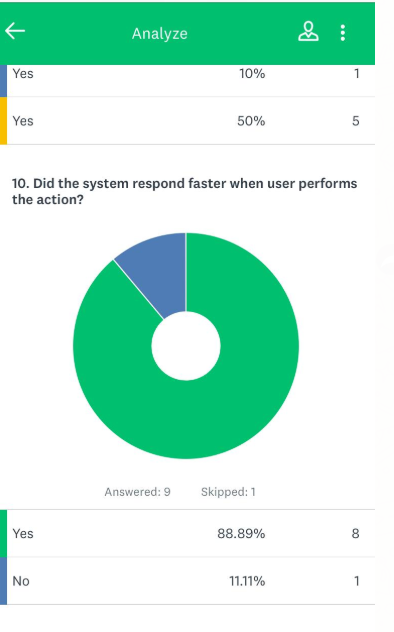 Analyze
Yes 10% 1
Yes 50% 5
10. Did the system respond faster when user performs
the action?
Answered: 9 Skipped: 1
Yes 88.89% 8
No 11.11% 1